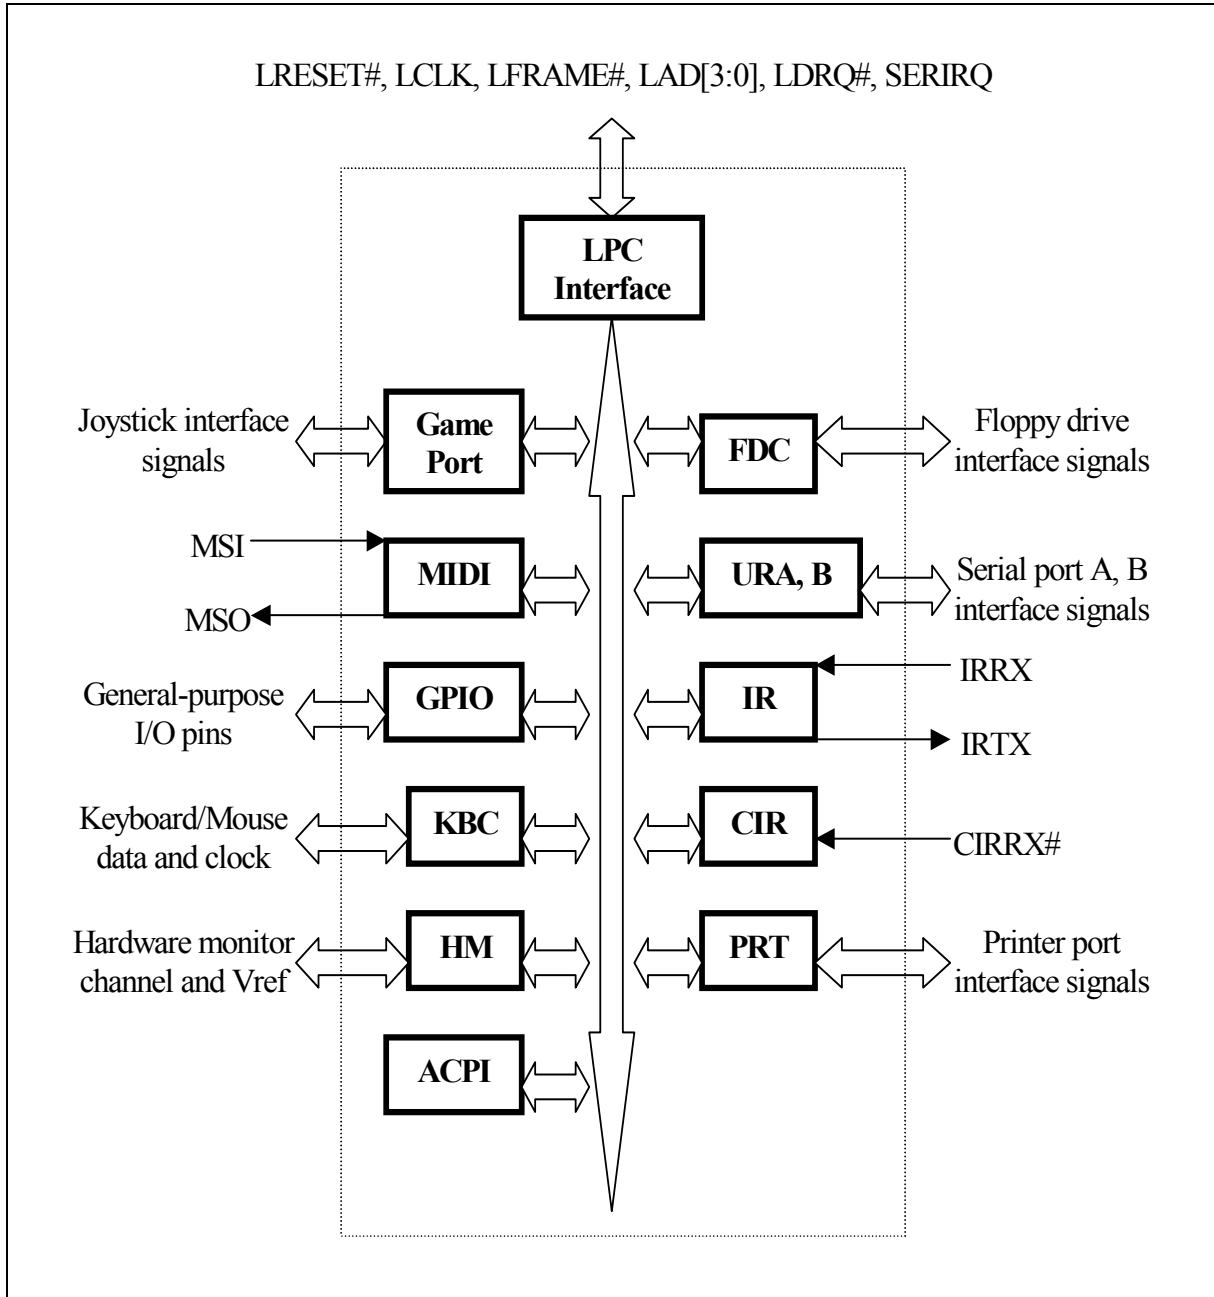 LRESET#, LCLK, LFRAME#, LAD[3:0], LDRQ#, SERIRQ
LPC
Interface
Joystick interface
signals
Game
Port
FDC
Floppy drive
interface signals
MSI
MSO
MIDI
URA, B
Serial port A, B
interface signals
General-purpose
I/O pins
GPIO
IR
IRRX
IRTX
Keyboard/Mouse
data and clock
KBC
CIR
CIRRX#
Hardware monitor
channel and Vref
HM
PRT
Printer port
interface signals
ACPI